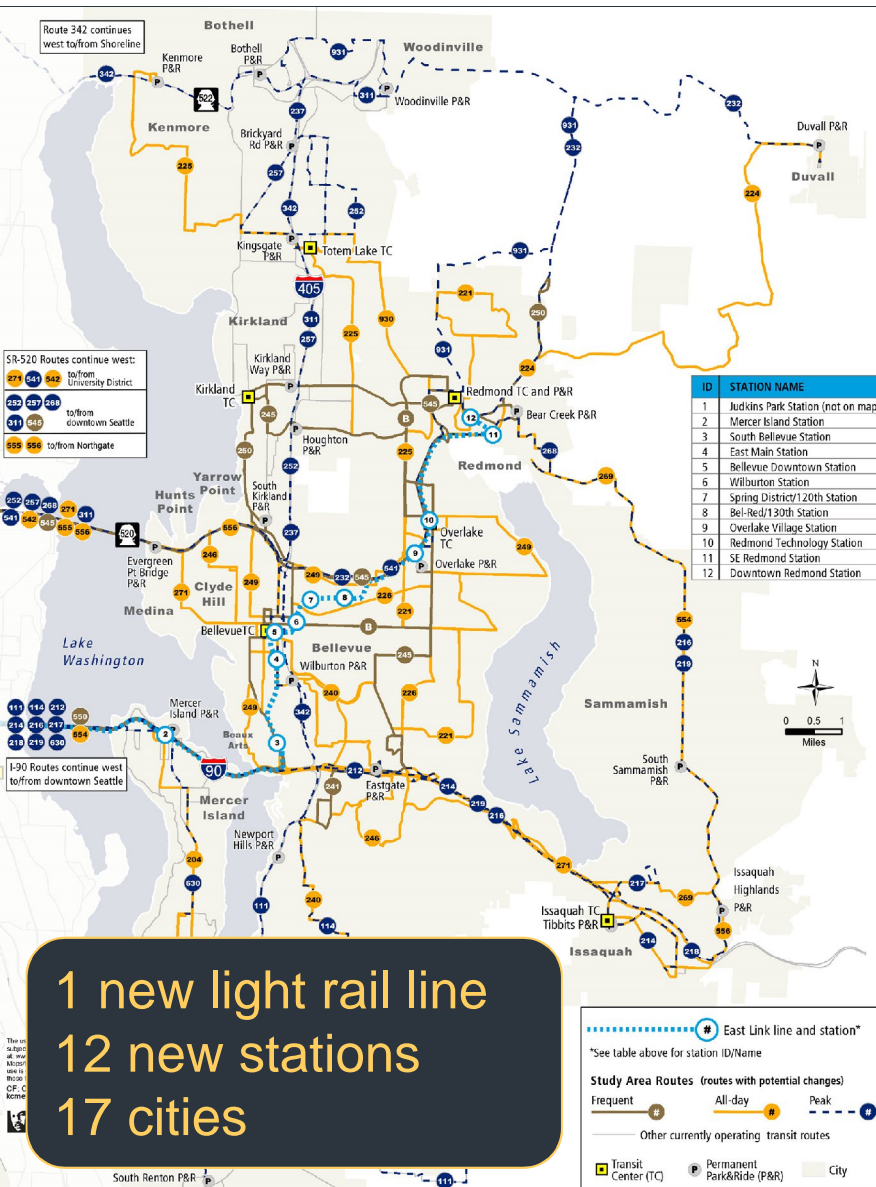 Route 342 continues
west to/from Shoreline
Bothell
Woodinville
Kenmore
P&R
Bothell
P&R
931
342
P
P
522
311
P
Woodinville P&R
Kenmore
237
232
931
232
Duvall P&R
P
Duvall
Brickyard
Rd P&R
P
225
257
224
342
252
Kingsgate
P&R
P
Totem Lake TC
931
405
221
250
311
Kirkland
930
257
225
931
224
SR-520 Routes continue west:
271 541 542
to/from
University District
252 257 268
311 545
to/from
downtown Seattle
555 556
to/from Northgate
Kirkland
Way P&R
P
Kirkland
TC
245
Redmond TC and P&R
545
12
P
Bear Creek P&R
B
11
Houghton
P&R
P
250
225
Redmond
268
269
252
ID STATION NAME
1 Judkins Park Station (not on map
2 Mercer Island Station
3 South Bellevue Station
4 East Main Station
5 Bellevue Downtown Station
6 Wilburton Station
7 Spring District/120th Station
8 Bel-Red/130th Station
9 Overlake Village Station
10 Redmond Technology Station
11 SE Redmond Station
12 Downtown Redmond Station
Yarrow
Point
Hunts
Point
South
Kirkland
P&R
P
252 257 268 271 311
541 542 545 555 556
520
P
Evergreen
Pt Bridge
P&R
556
237
10
Overlake
TC
9
P
Overlake P&R
249
246
249
249
232
545
541
271
Clyde
Hill
Medina
7
8
226
221
Lake
Washington
BellevueTC
5
6
B
Bellevue
4
Wilburton P&R
P
245
554
216
219
Lake Sammamish
249
240
226
342
221
Sammamish
N
0 0.5 1
Miles
111 114 212
214 216 217
218 219 630
550
554
Mercer
Island P&R
P
2
Beaux
Arts
3
I-90 Routes continue west
to/from downtown Seattle
90
212
P
Eastgate
P&R
214
219
216
South
Sammamish
P&R
P
Mercer
Island
241
246
Newport
Hills P&R
P
204
630
271
217
269
Issaquah
Highlands
P&R
P
240
111
114
Issaquah TC
Tibbits P&R
P
214
218
556
Issaquah
1 new light rail line
12 new stations
17 cities
# East Link line and station*
*See table above for station ID/Name
Study Area Routes (routes with potential changes)
Frequent All-day Peak
# # #
Other currently operating transit routes
Transit
Center (TC)
P
Permanent
Park&Ride (P&R)
City
South Renton P&R
P
111